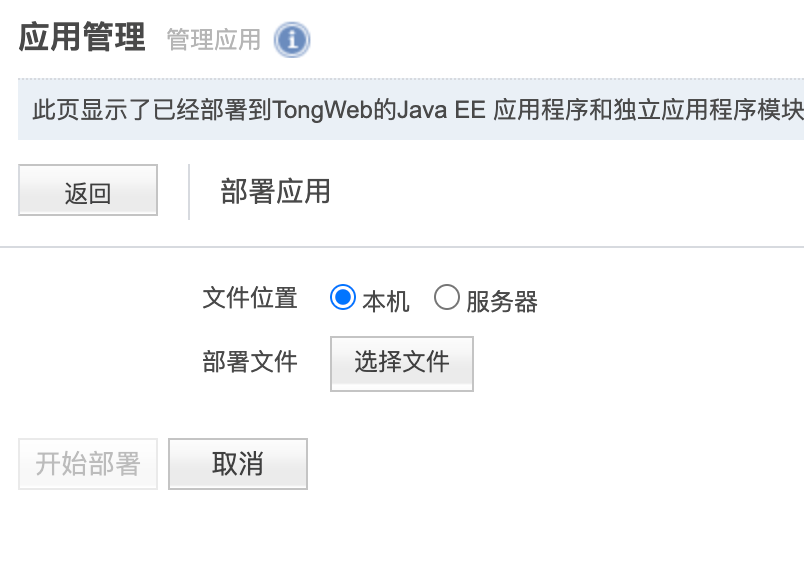 应用管理 管理应用
此页显示了已经部署到TongWeb的Java EE 应用程序和独立应用程序模块
返回 部署应用
文件位置 本机 服务器
部署文件 选择文件
开始部署 取消